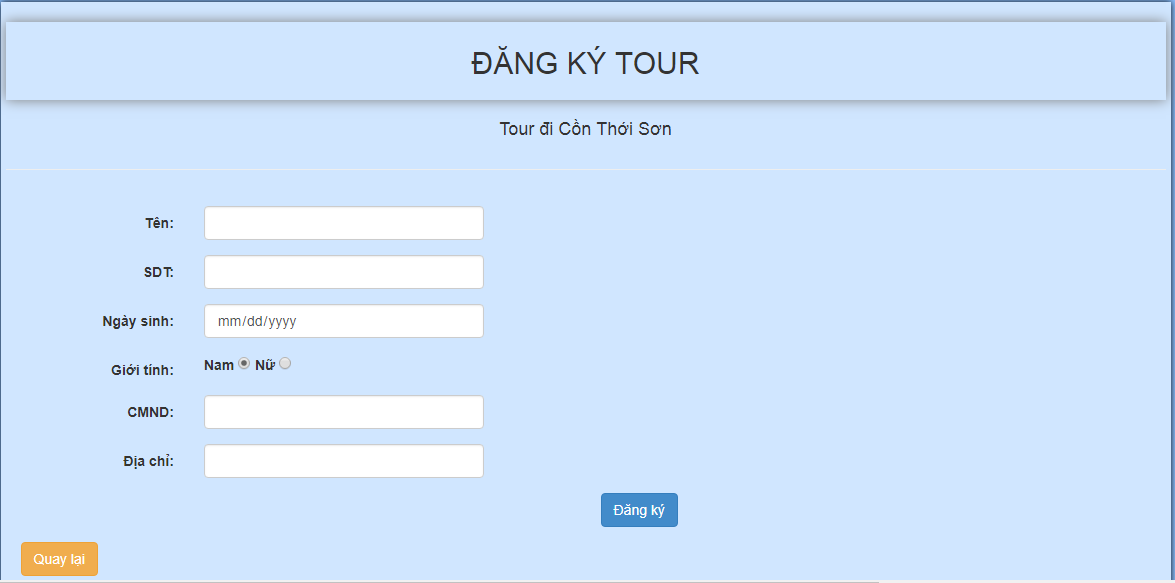 ĐĂNG KÝ TOUR
Tour đi Cồn Thới Sơn
Tên:
SDT:
Ngày sinh: mm/dd/yyyy
Giới tính: Nam Nữ
CMND:
Địa chỉ:
Đăng ký
Quay lại